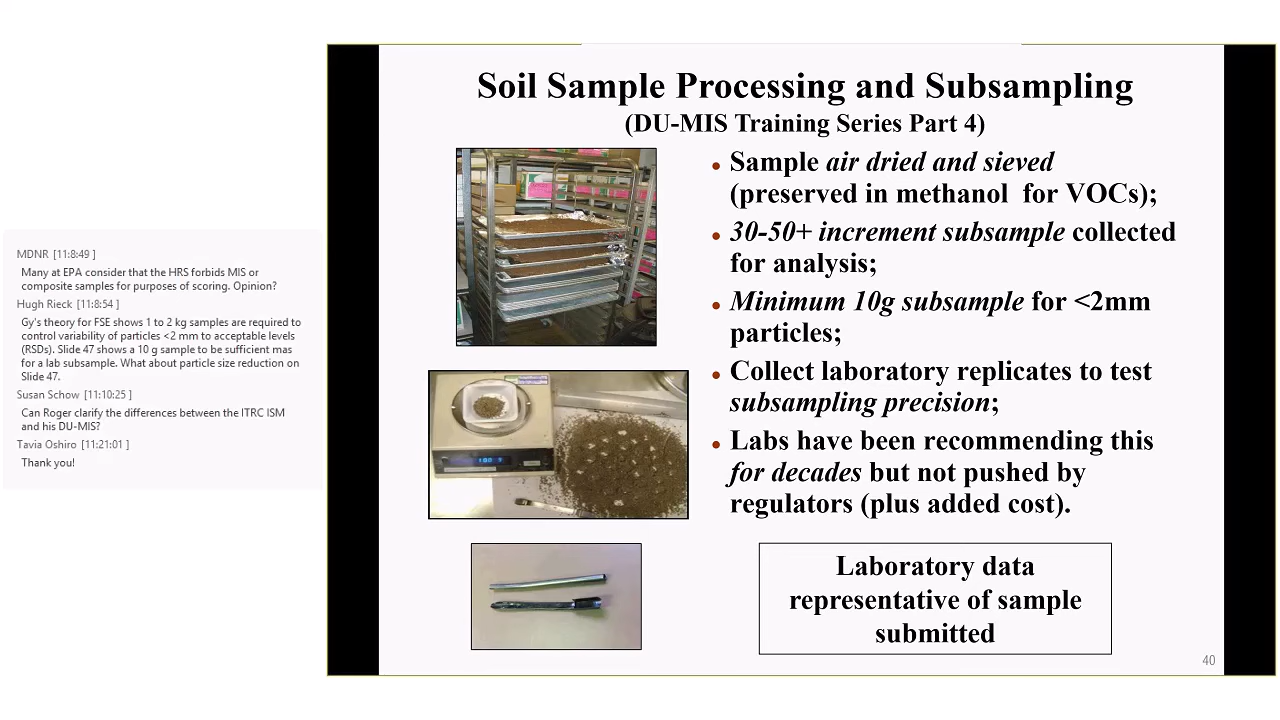 MDNR [11:8:49 ]
Many at EPA consider that the HRS forbids MIS or
composite samples for purposes of scoring. Opinion?
Hugh Rieck [11:8:54 ]
Gy's theory for FSE shows 1 to 2 kg samples are required to
control variability of particles <2 mm to acceptable levels
(RSDs). Slide 47 shows a 10 g sample to be sufficient mas
for a lab subsample. What about particle size reduction on
Slide 47.
Susan Schow [11:10:25 ]
Can Roger clarify the differences between the ITRC ISM
and his DU-MIS?
Tavia Oshiro [11:21:01 ]
Thank you!
Soil Sample Processing and Subsampling
(DU-MIS Training Series Part 4)
• Sample air dried and sieved
(preserved in methanol for VOCs);
• 30-50+ increment subsample collected
for analysis;
• Minimum 10g subsample for <2mm
particles;
• Collect laboratory replicates to test
subsampling precision;
• Labs have been recommending this
for decades but not pushed by
regulators (plus added cost).
Laboratory data
representative of sample
submitted
40